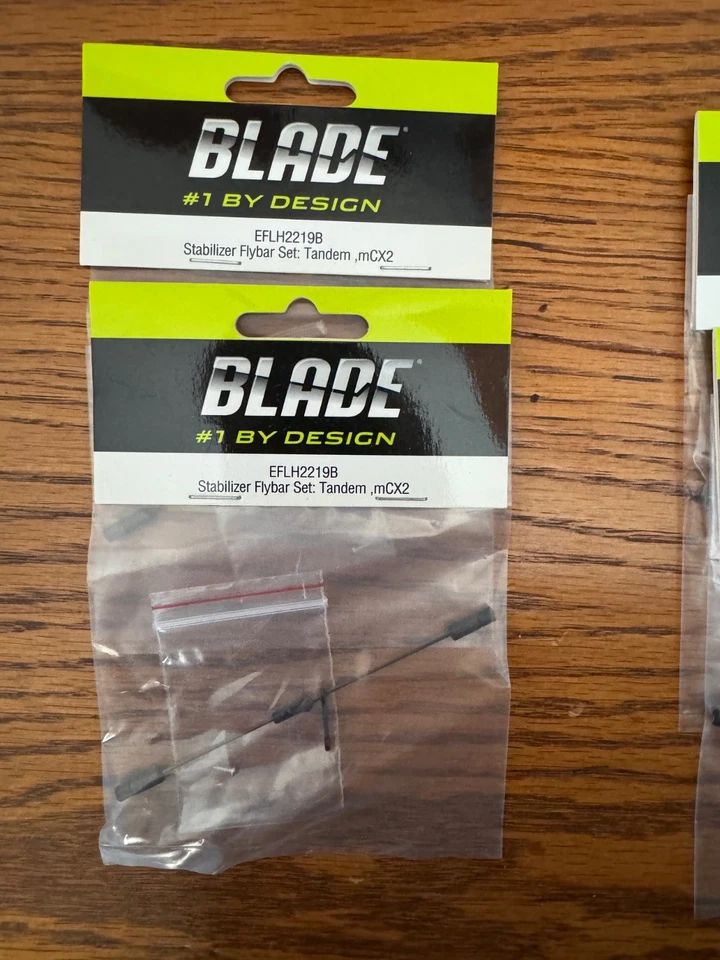 BLADE
#1 BY DESIGN
EFLH2219B
Stabilizer Flybar Set: Tandem ,mCX2
BLADE
#1 BY DESIGN
EFLH2219B
Stabilizer Flybar Set: Tandem ,mCX2